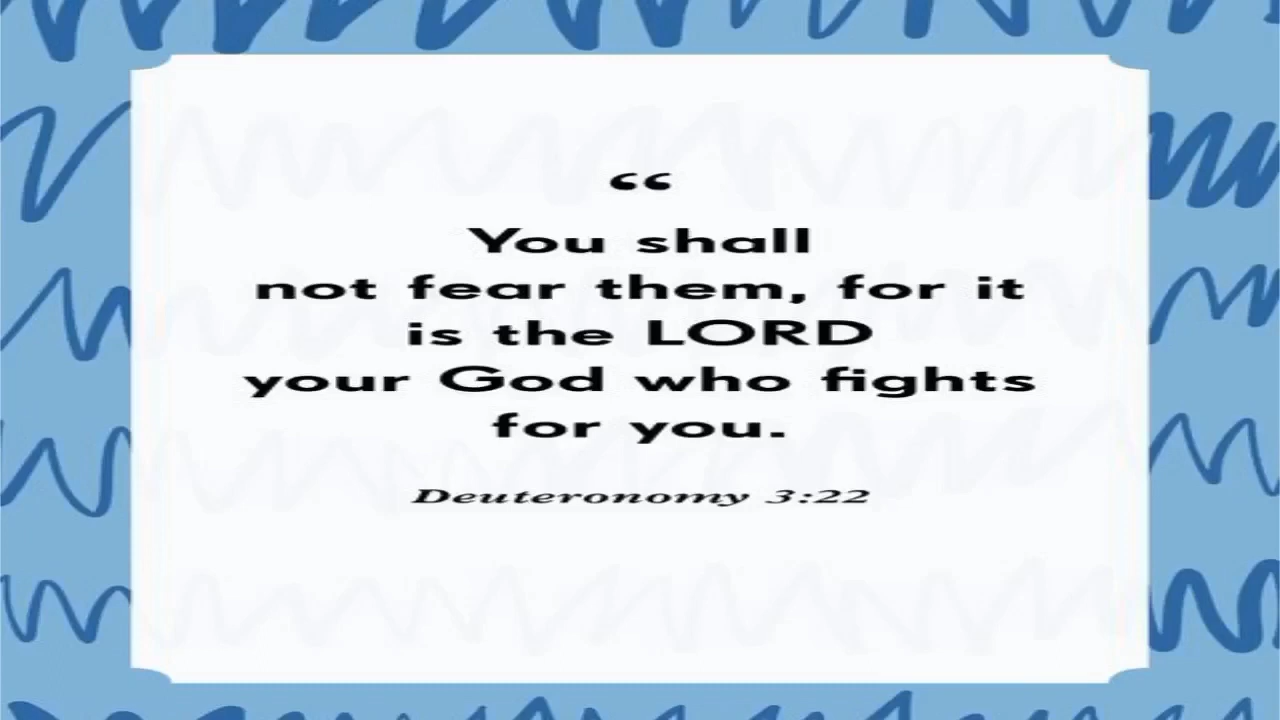 “
You shall
not fear them, for it
is the LORD
your God who fights
for you.
Deuteronomy 3:22